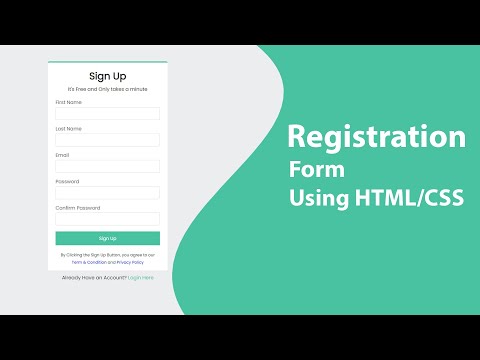 Sign Up
It's Free and Only takes a minute
First Name
Last Name
Email
Password
Confirm Password
Sign Up
By Clicking the Sign Up Button, you agree to our
Term & Condition and Privacy Policy
Already Have an Account? Login Here
Registration
Form
Using HTML/CSS